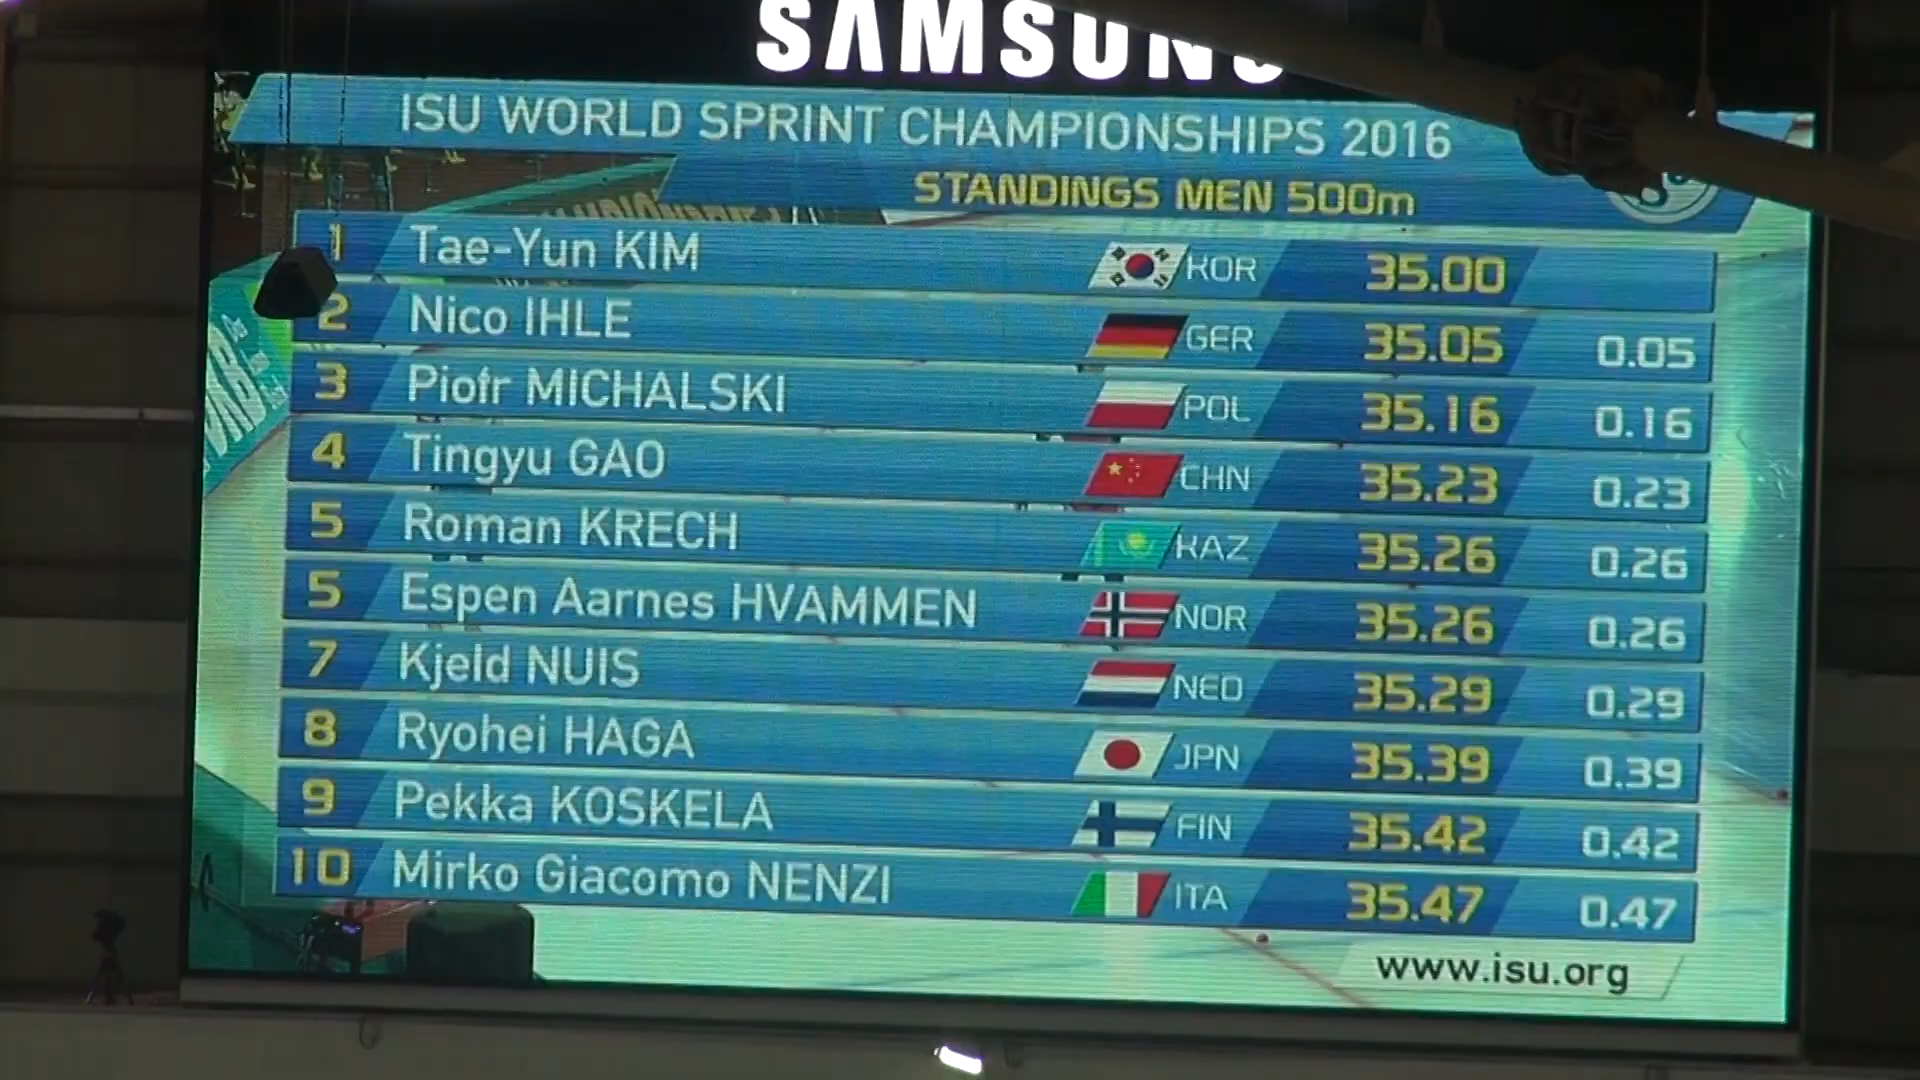 SAMSUNG
ISU WORLD SPRINT CHAMPIONSHIPS 2016
STANDINGS MEN 500m
1 Tae-Yun KIM KOR 35.00
2 Nico IHLE GER 35.05 0.05
3 Piotr MICHALSKI POL 35.16 0.16
4 Tingyu GAO CHN 35.23 0.23
5 Roman KRECH KAZ 35.26 0.26
5 Espen Aarnes HVAMMEN NOR 35.26 0.26
7 Kjeld NUIS NED 35.29 0.29
8 Ryohei HAGA JPN 35.39 0.39
9 Pekka KOSKELA FIN 35.42 0.42
10 Mirko Giacomo NENZI ITA 35.47 0.47
www.isu.org